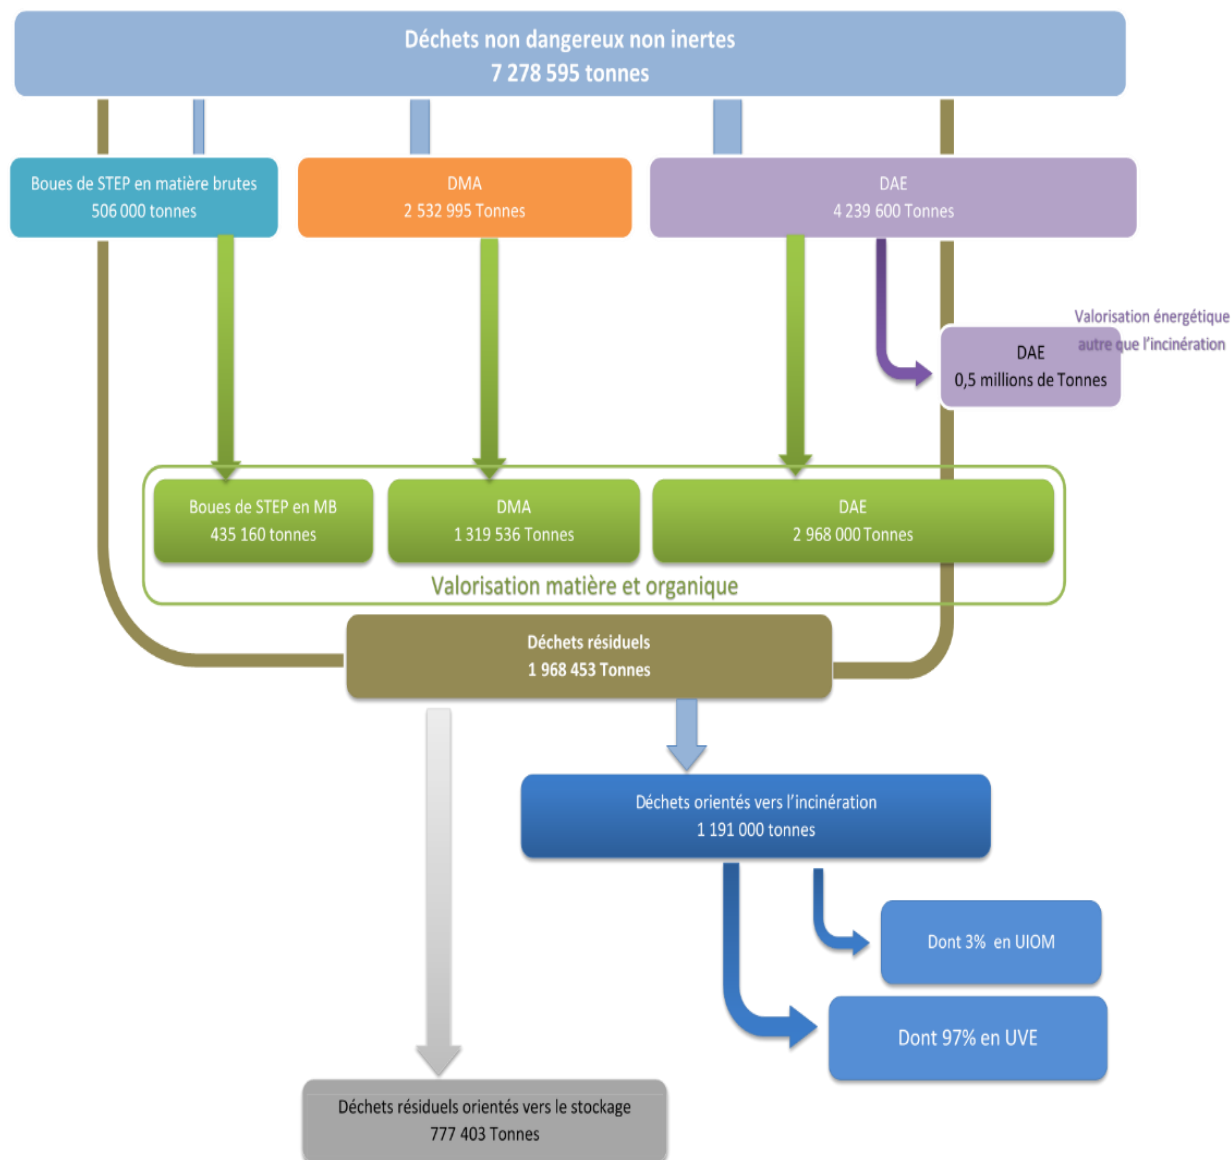 Déchets non dangereux non inertes
7 278 595 tonnes
Boues de STEP en matière brutes
506 000 tonnes
DMA
2 532 995 Tonnes
DAE
4 239 600 Tonnes
Valorisation énergétique
autre que l’incinération
DAE
0,5 millions de Tonnes
Boues de STEP en MB
435 160 tonnes
DMA
1 319 536 Tonnes
DAE
2 968 000 Tonnes
Valorisation matière et organique
Déchets résiduels
1 968 453 Tonnes
Déchets orientés vers l’incinération
1 191 000 tonnes
Dont 3% en UIOM
Dont 97% en UVE
Déchets résiduels orientés vers le stockage
777 403 Tonnes